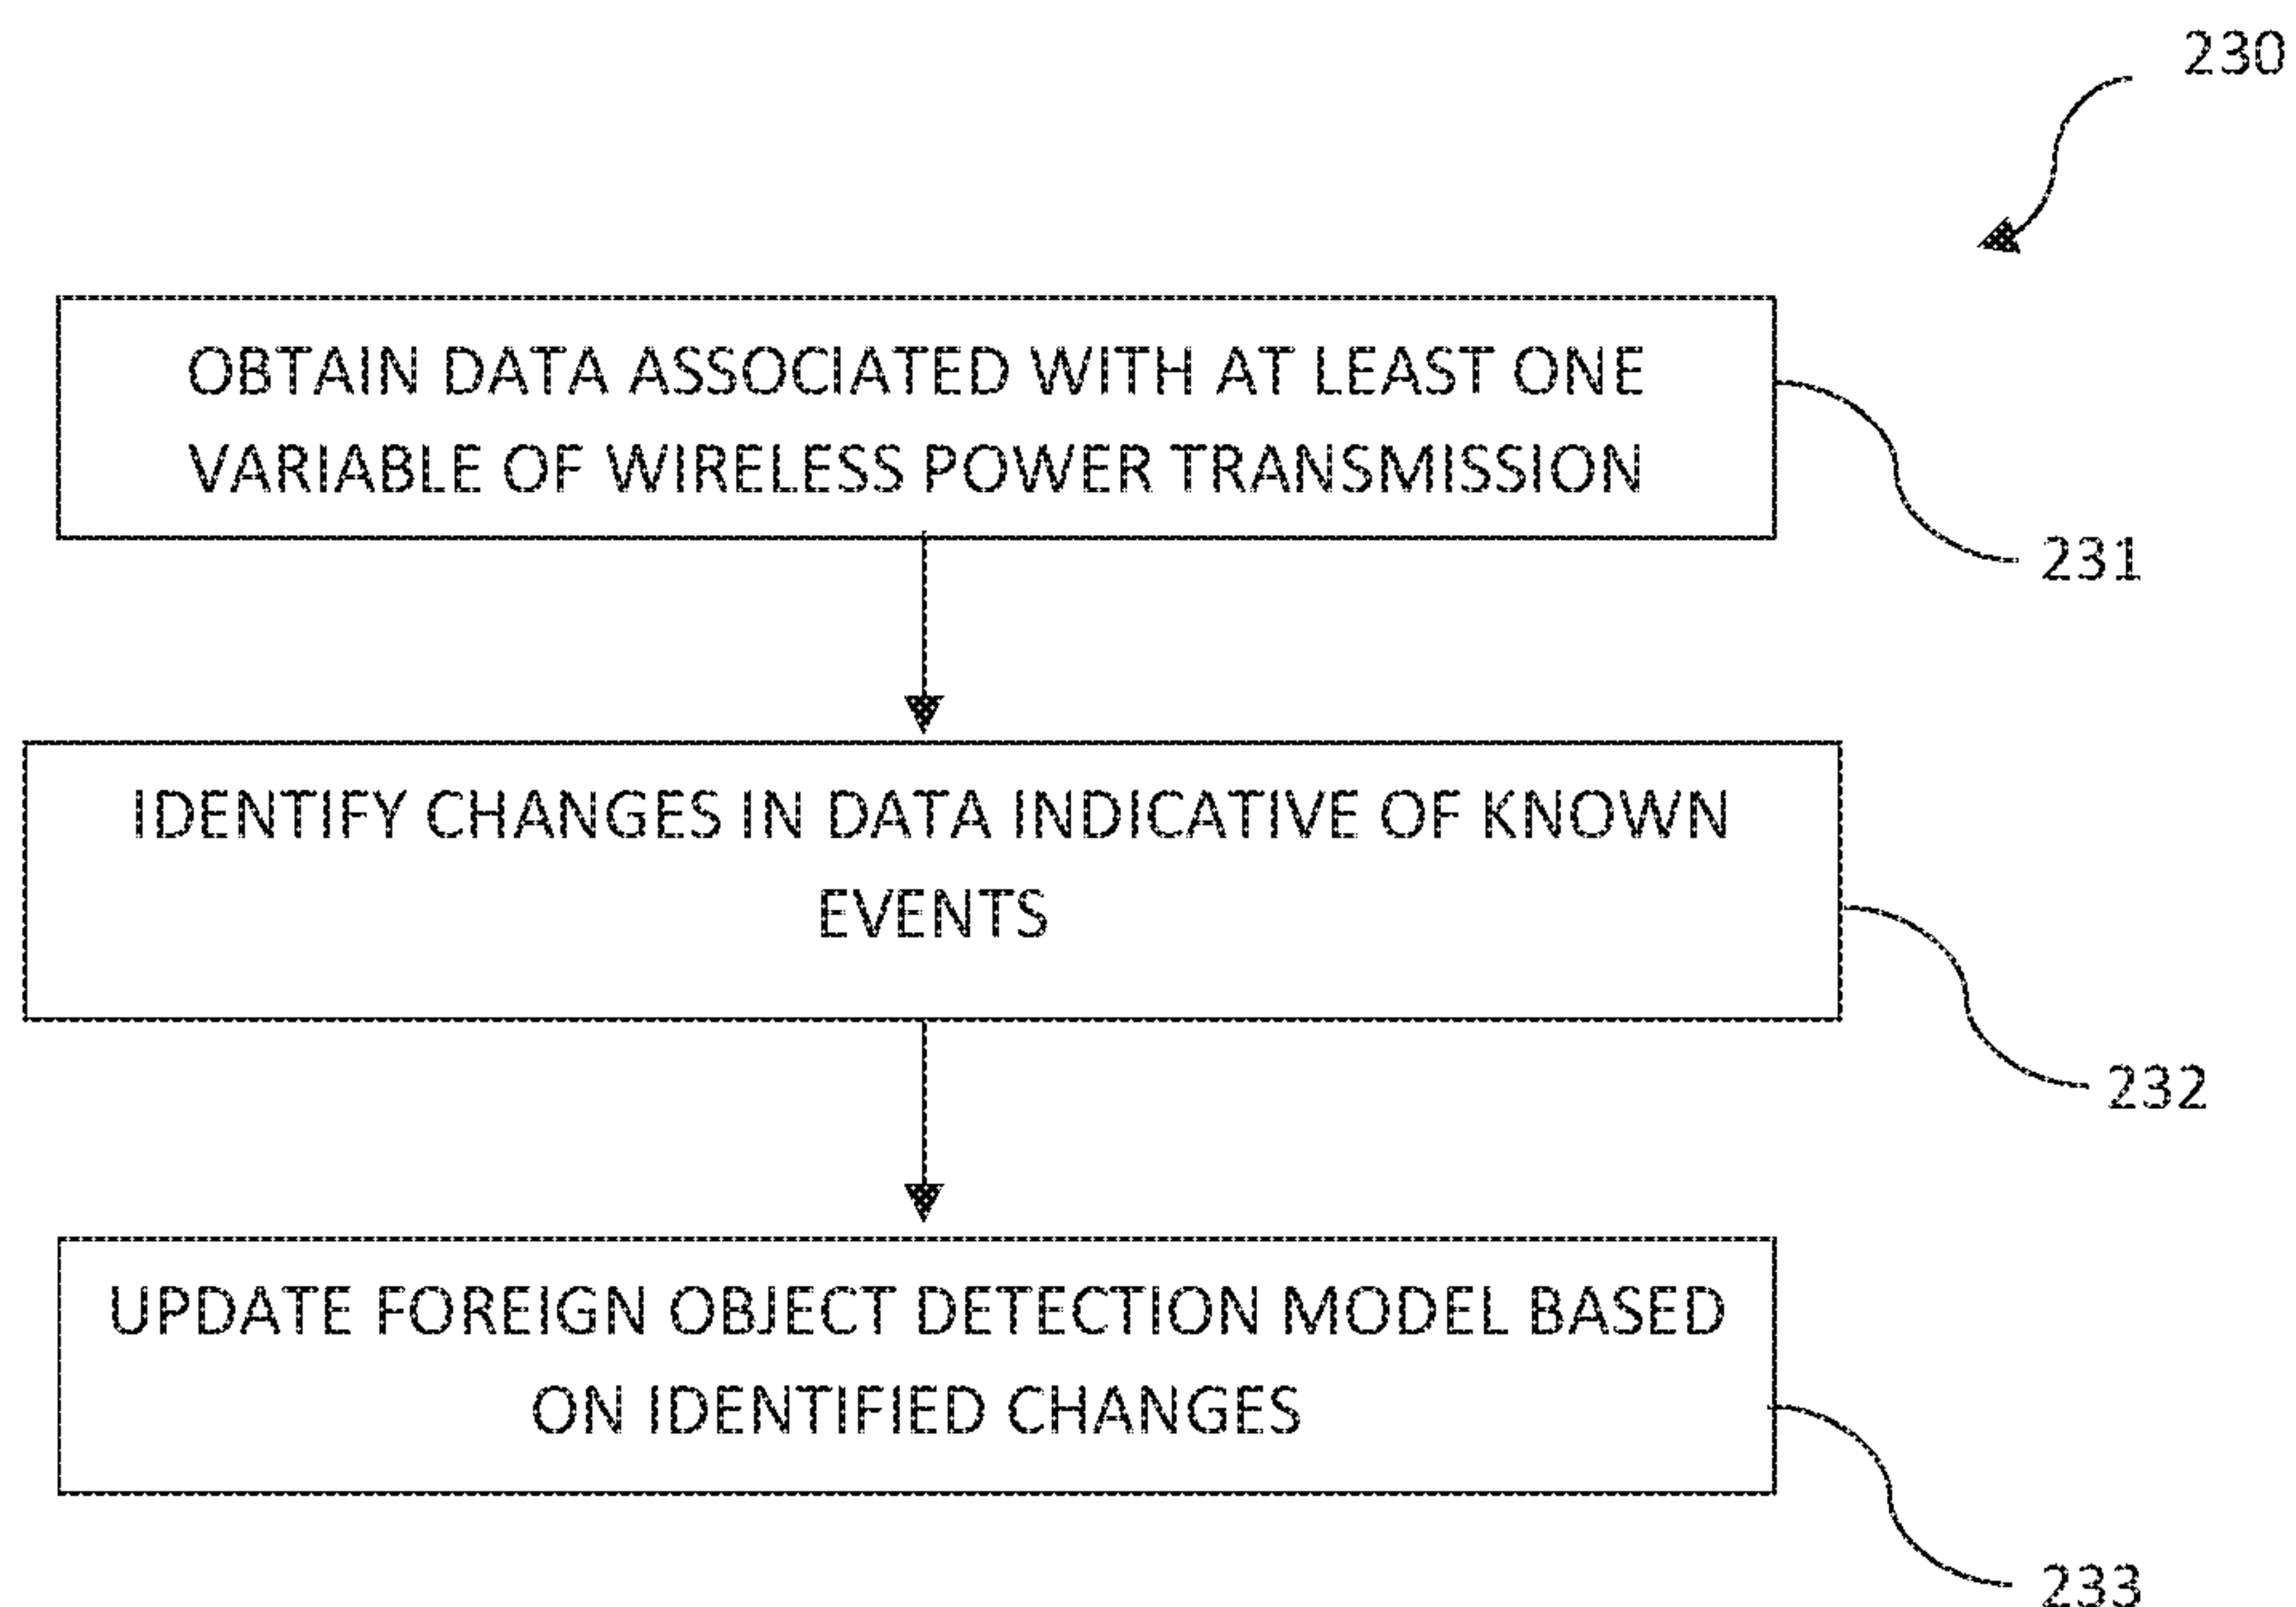 230
OBTAIN DATA ASSOCIATED WITH AT LEAST ONE
VARIABLE OF WIRELESS POWER TRANSMISSION
231
IDENTIFY CHANGES IN DATA INDICATIVE OF KNOWN
EVENTS
232
UPDATE FOREIGN OBJECT DETECTION MODEL BASED
ON IDENTIFIED CHANGES
233